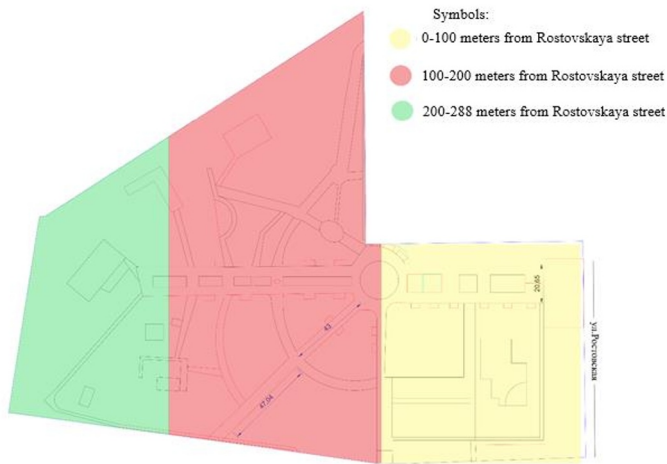 Symbols:
0-100 meters from Rostovskaya street
100-200 meters from Rostovskaya street
200-288 meters from Rostovskaya street
20,65
ул.Ростовская
43
47,04